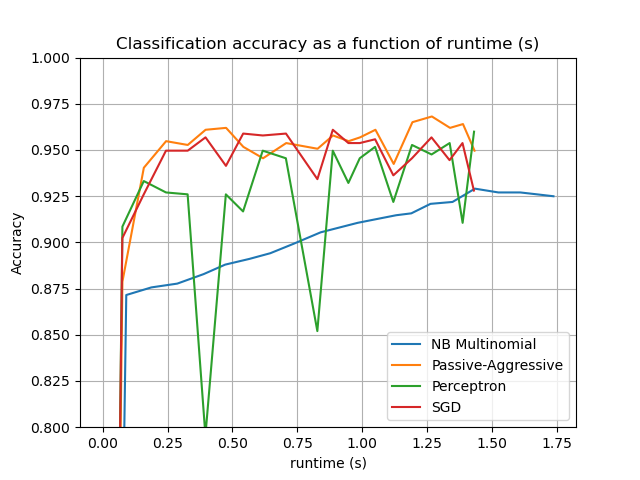 Classification accuracy as a function of runtime (s)
1.000
0.975
0.950
0.925
0.900
0.875
0.850
0.825
0.800
Accuracy
NB Multinomial
Passive-Aggressive
Perceptron
SGD
0.00 0.25 0.50 0.75 1.00 1.25 1.50 1.75
runtime (s)